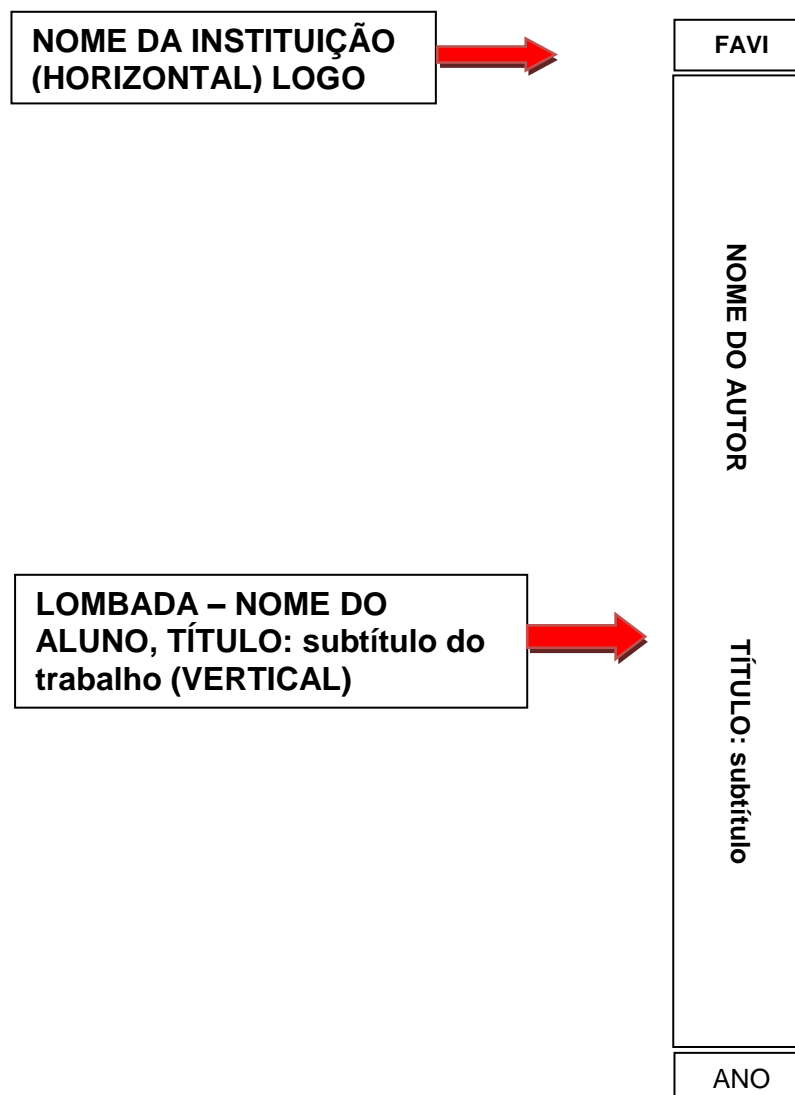 NOME DA INSTITUIÇÃO
(HORIZONTAL) LOGO
FAVI
NOME DO AUTOR
LOMBADA – NOME DO
ALUNO, TÍTULO: subtítulo do
trabalho (VERTICAL)
TÍTULO: subtítulo
ANO